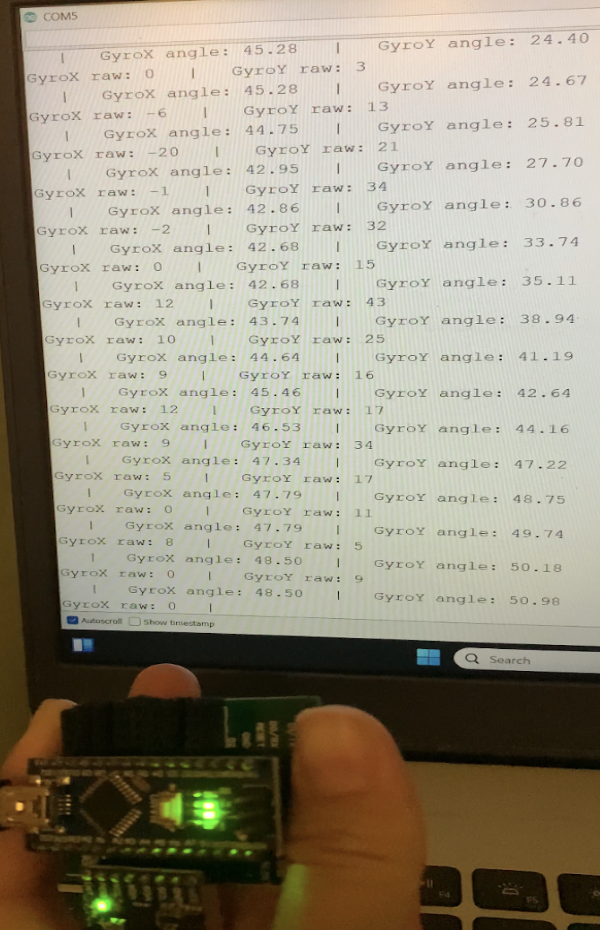 COM5
| GyroX angle: 45.28 | GyroY angle: 24.40
GyroX raw: 0 | GyroY raw: 3
| GyroX angle: 45.28 | GyroY angle: 24.67
GyroX raw: -6 | GyroY raw: 13
| GyroX angle: 44.75 | GyroY angle: 25.81
GyroX raw: -20 | GyroY raw: 21
| GyroX angle: 42.95 | GyroY angle: 27.70
GyroX raw: -1 | GyroY raw: 34
| GyroX angle: 42.86 | GyroY angle: 30.86
GyroX raw: -2 | GyroY raw: 32
| GyroX angle: 42.68 | GyroY angle: 33.74
GyroX raw: 0 | GyroY raw: 15
| GyroX angle: 42.68 | GyroY angle: 35.11
GyroX raw: 12 | GyroY raw: 43
| GyroX angle: 43.74 | GyroY angle: 38.94
GyroX raw: 10 | GyroY raw: 25
| GyroX angle: 44.64 | GyroY angle: 41.19
GyroX raw: 9 | GyroY raw: 16
| GyroX angle: 45.46 | GyroY angle: 42.64
GyroX raw: 12 | GyroY raw: 17
| GyroX angle: 46.53 | GyroY angle: 44.16
GyroX raw: 9 | GyroY raw: 34
| GyroX angle: 47.34 | GyroY angle: 47.22
GyroX raw: 5 | GyroY raw: 17
| GyroX angle: 47.79 | GyroY angle: 48.75
GyroX raw: 0 | GyroY raw: 11
| GyroX angle: 47.79 | GyroY angle: 49.74
GyroX raw: 8 | GyroY raw: 5
| GyroX angle: 48.50 | GyroY angle: 50.18
GyroX raw: 0 | GyroY raw: 9
| GyroX angle: 48.50 | GyroY angle: 50.98
GyroX raw: 0 |
Autoscroll Show timestamp
Search
F4
F5